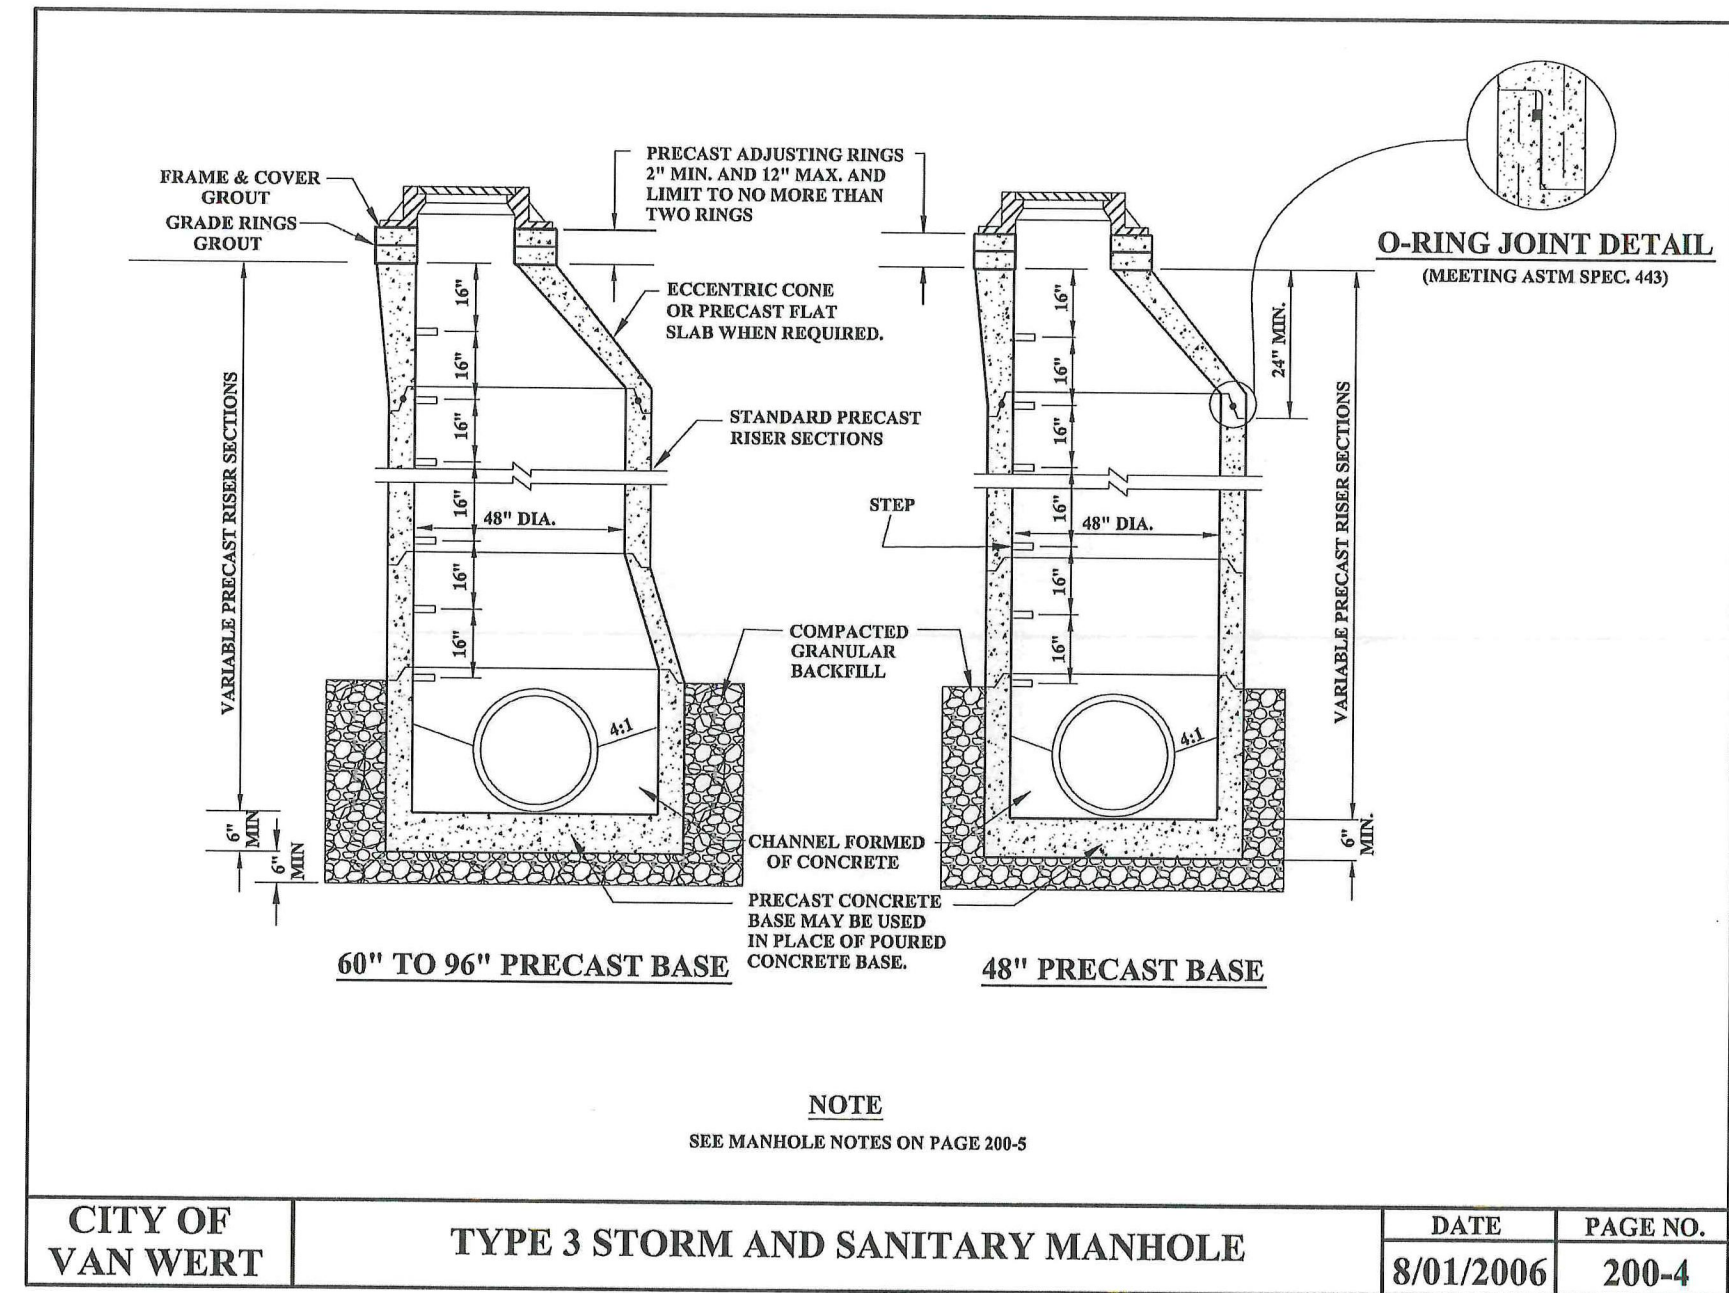 FRAME & COVER
GROUT
GRADE RINGS
GROUT
PRECAST ADJUSTING RINGS
2" MIN. AND 12" MAX. AND
LIMIT TO NO MORE THAN
TWO RINGS
O-RING JOINT DETAIL
(MEETING ASTM SPEC. 443)
ECCENTRIC CONE
OR PRECAST FLAT
SLAB WHEN REQUIRED.
STANDARD PRECAST
RISER SECTIONS
STEP
COMPACTED
GRANULAR
BACKFILL
CHANNEL FORMED
OF CONCRETE
PRECAST CONCRETE
BASE MAY BE USED
IN PLACE OF POURED
CONCRETE BASE.
VARIABLE PRECAST RISER SECTIONS
16"
16"
16"
16"
48" DIA.
16"
16"
4:1
6"
MIN
6"
MIN
60" TO 96" PRECAST BASE
16"
16"
16"
16"
48" DIA.
16"
16"
4:1
24" MIN.
VARIABLE PRECAST RISER SECTIONS
6"
MIN.
48" PRECAST BASE
NOTE
SEE MANHOLE NOTES ON PAGE 200-5
CITY OF
VAN WERT
TYPE 3 STORM AND SANITARY MANHOLE
DATE
8/01/2006
PAGE NO.
200-4